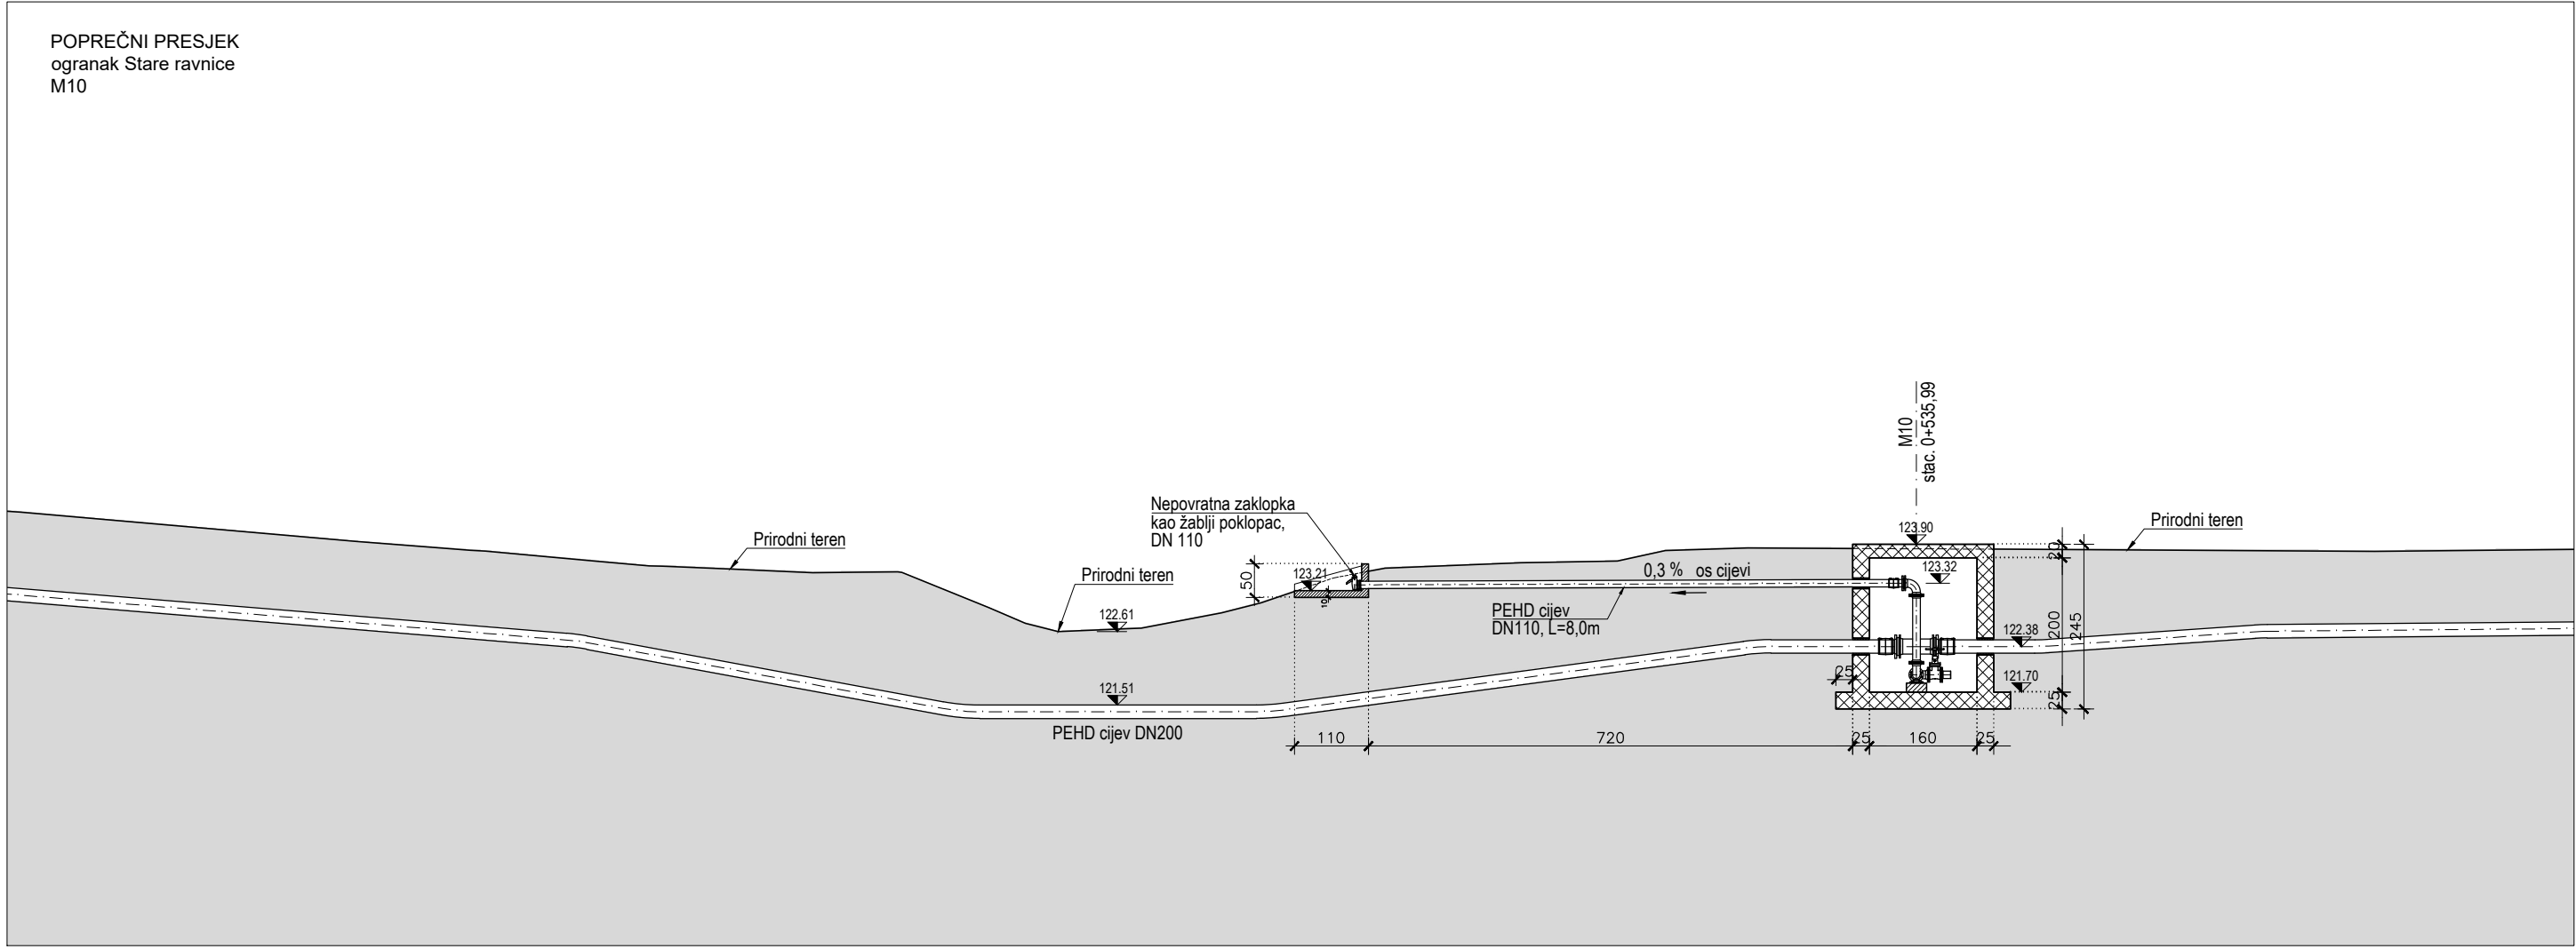 POPREČNI PRESJEK
ogranak Stare ravnice
M10
M10
stac. 0+535,99
Nepovratna zaklopka
kao žablji poklopac,
DN 110
Prirodni teren
Prirodni teren
Prirodni teren
123.90
20
123.32
123.21
50
10
0,3 % os cijevi
PEHD cijev
DN110, L=8,0m
122.61
122.38
200
245
25
121.70
25
121.51
PEHD cijev DN200
110
720
25
160
25